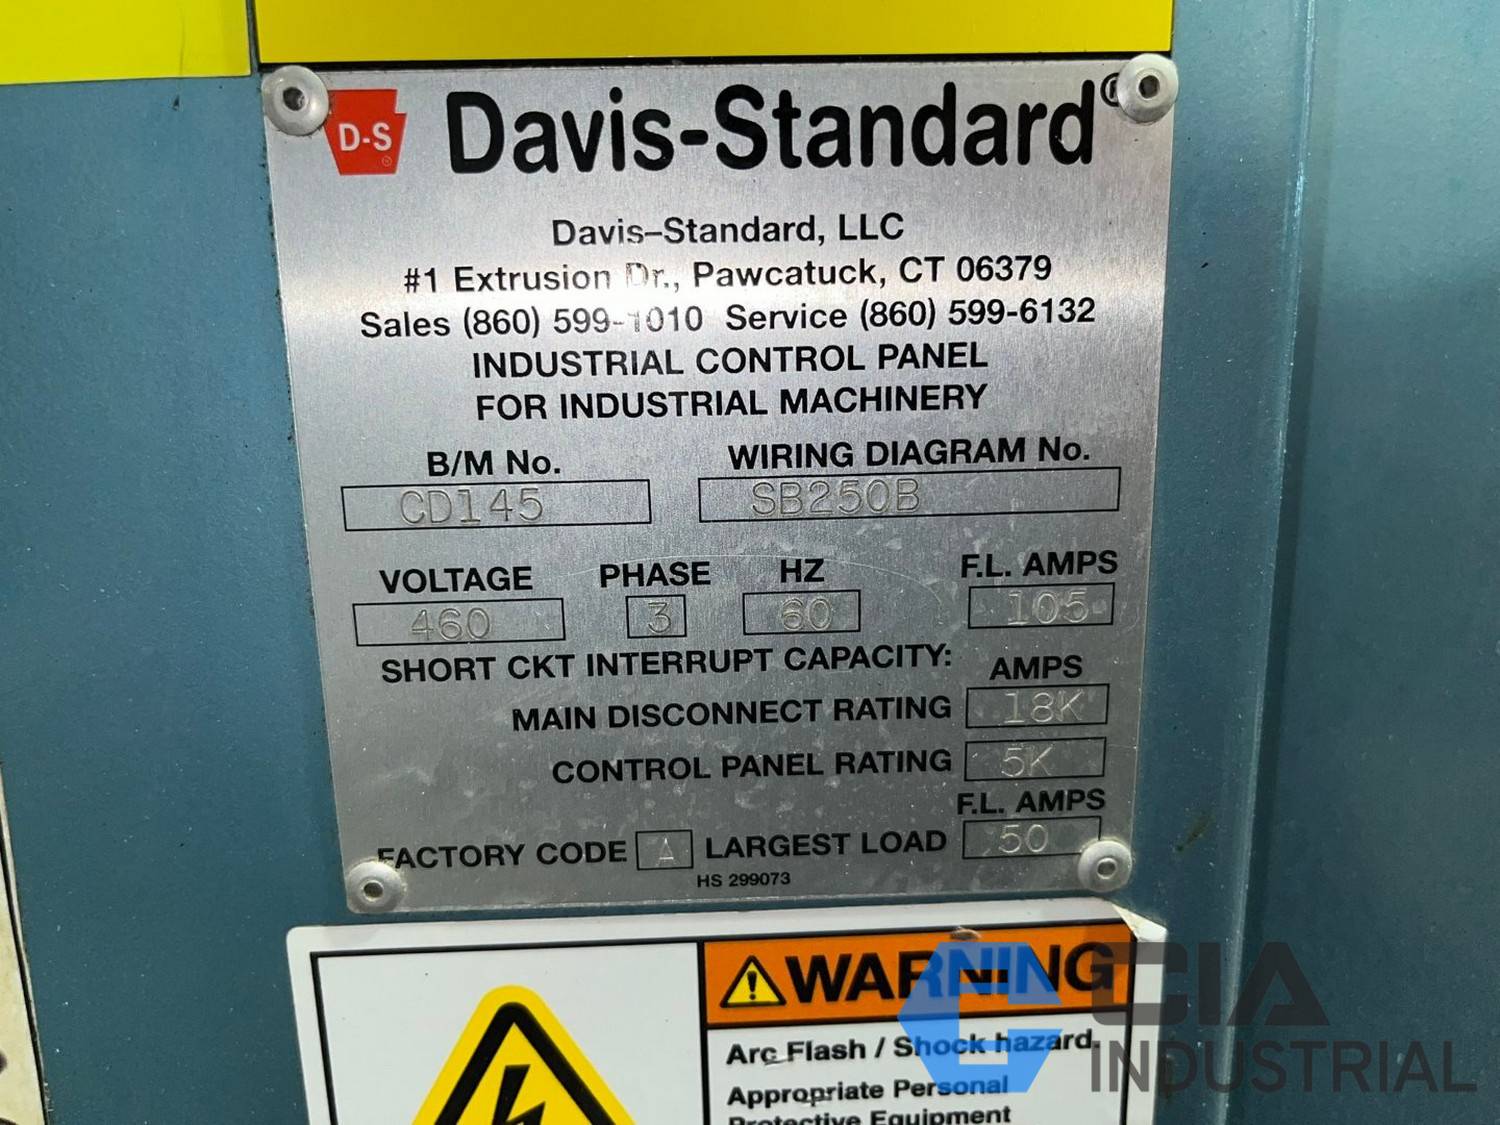 D-S Davis-Standard®
Davis–Standard, LLC
#1 Extrusion Dr., Pawcatuck, CT 06379
Sales (860) 599-1010 Service (860) 599-6132
INDUSTRIAL CONTROL PANEL
FOR INDUSTRIAL MACHINERY
B/M No. WIRING DIAGRAM No.
CD145 SB250B
VOLTAGE PHASE HZ F.L. AMPS
460 3 60 105
SHORT CKT INTERRUPT CAPACITY: AMPS
MAIN DISCONNECT RATING 18K
CONTROL PANEL RATING 5K
F.L. AMPS
FACTORY CODE A LARGEST LOAD 50
HS 299073
WARNING
Arc Flash / Shock hazard.
Appropriate Personal
Protective Equipment
CIA
INDUSTRIAL